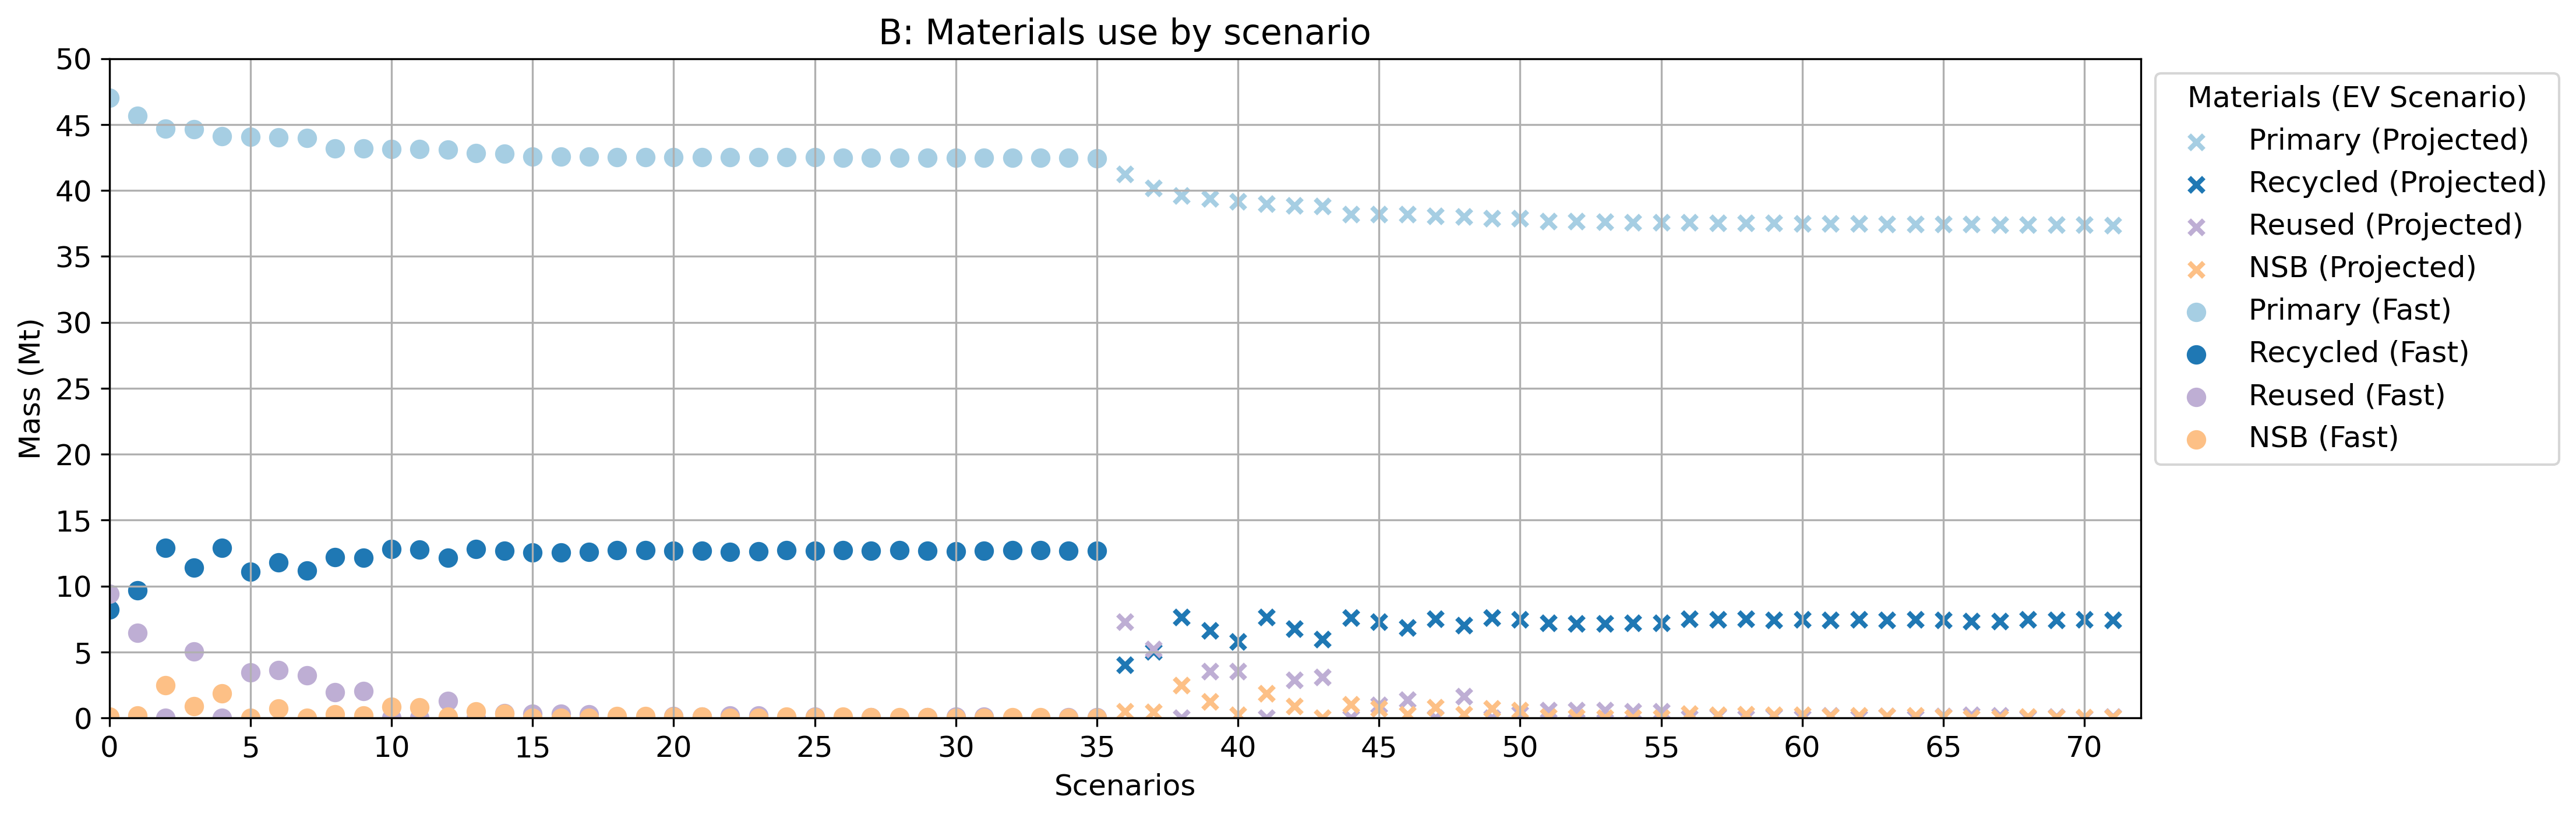 B: Materials use by scenario
50
45
40
35
30
25
20
15
10
5
0
Mass (Mt)
0 5 10 15 20 25 30 35 40 45 50 55 60 65 70
Scenarios
Materials (EV Scenario)
Primary (Projected)
Recycled (Projected)
Reused (Projected)
NSB (Projected)
Primary (Fast)
Recycled (Fast)
Reused (Fast)
NSB (Fast)